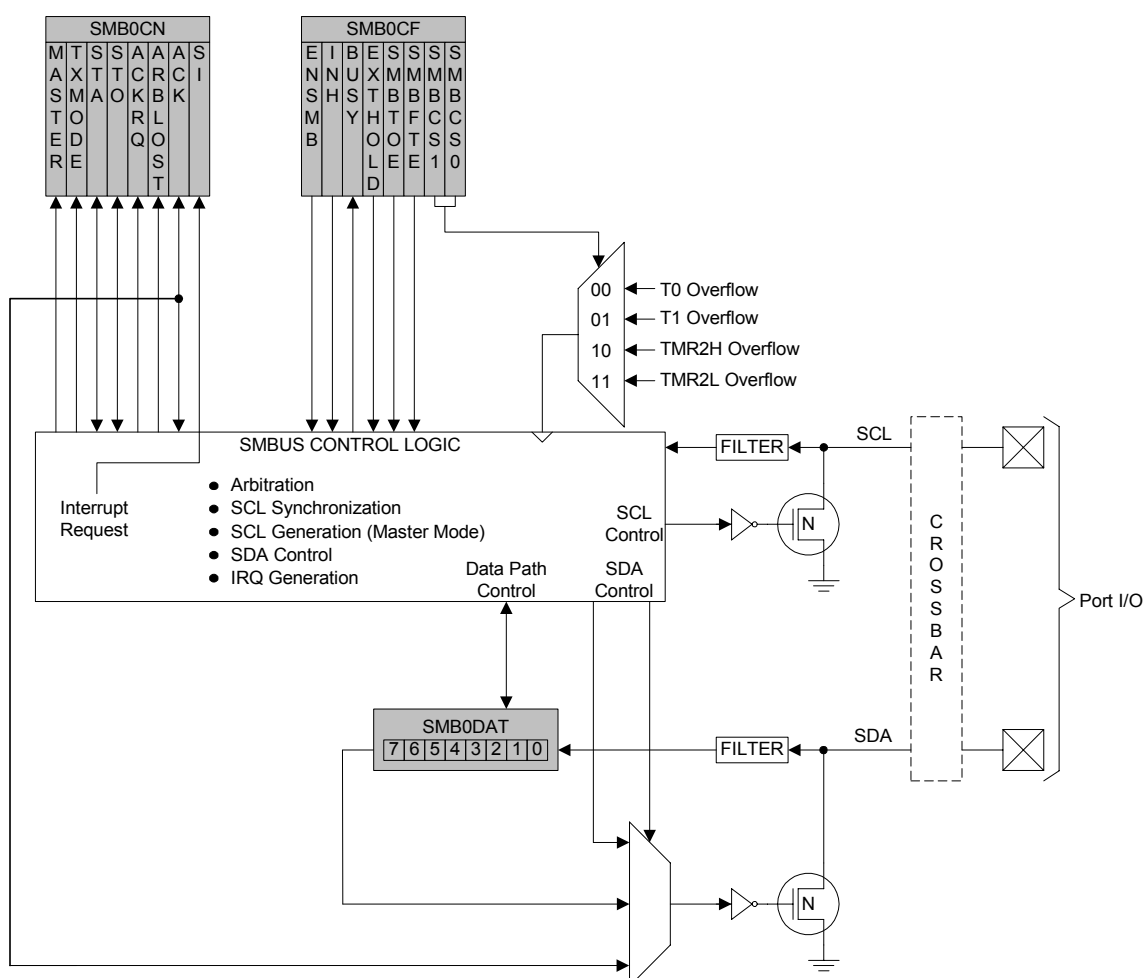 SMB0CN
MASTER
TXMODE
STA
STO
ACKRQ
ARBLOST
ACK
SI
SMB0CF
ENSMB
INH
BUSY
EXTHOLD
SMBTOE
SMBFTE
SMBCS1
SMBCS0
00
01
10
11
T0 Overflow
T1 Overflow
TMR2H Overflow
TMR2L Overflow
SMBUS CONTROL LOGIC
Interrupt
Request
● Arbitration
● SCL Synchronization
● SCL Generation (Master Mode)
● SDA Control
● IRQ Generation
SCL
Control
Data Path
Control
SDA
Control
FILTER
SCL
N
CROSSBAR
Port I/O
SMB0DAT
7 6 5 4 3 2 1 0
FILTER
SDA
N